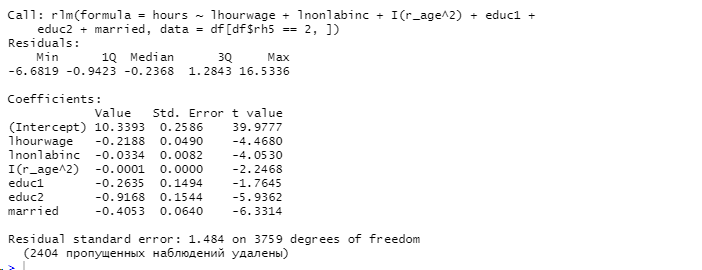 Call: rlm(formula = hours ~ lhourwage + lnonlabinc + I(r_age^2) + educ1 +
    educ2 + married, data = df[df$rh5 == 2, ])
Residuals:
    Min      1Q  Median      3Q     Max
-6.6819 -0.9423 -0.2368  1.2843 16.5336

Coefficients:
            Value   Std. Error t value
(Intercept) 10.3393  0.2586    39.9777
lhourwage   -0.2188  0.0490    -4.4680
lnonlabinc  -0.0334  0.0082    -4.0530
I(r_age^2)  -0.0001  0.0000    -2.2468
educ1       -0.2635  0.1494    -1.7645
educ2       -0.9168  0.1544    -5.9362
married     -0.4053  0.0640    -6.3314

Residual standard error: 1.484 on 3759 degrees of freedom
  (2404 пропущенных наблюдений удалены)
>